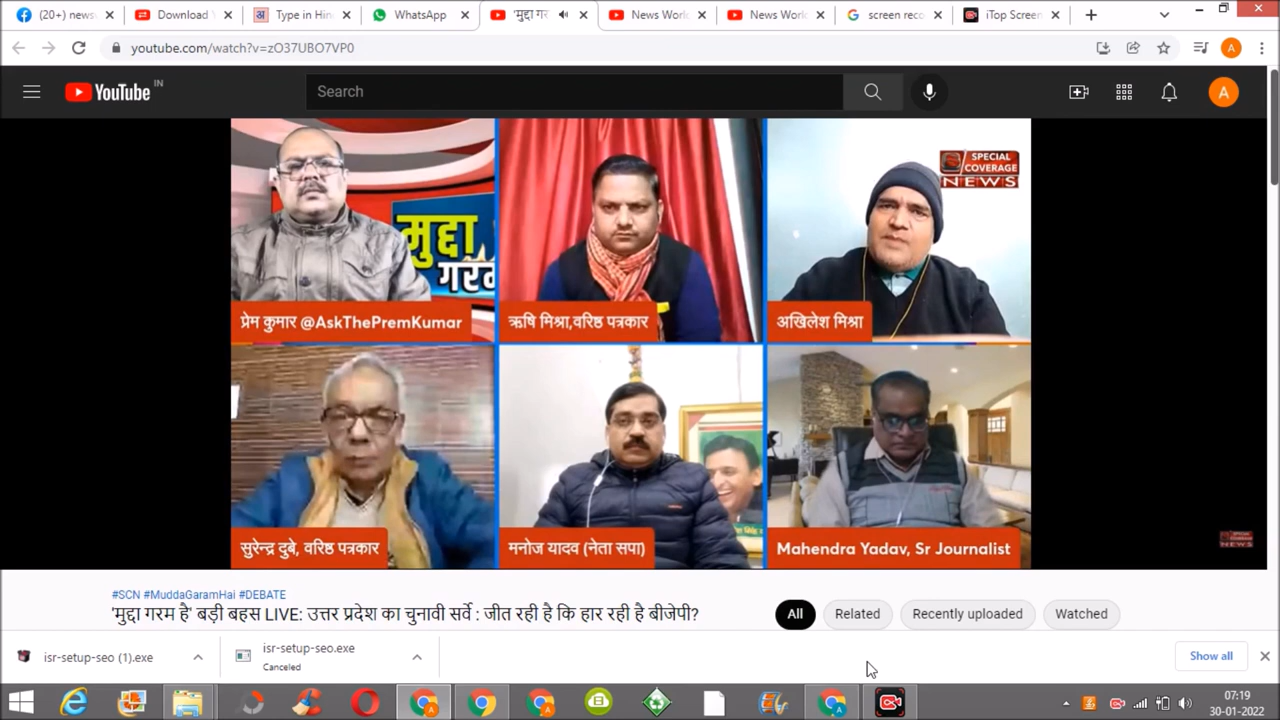 (20+) news
Download
Type in Hin
WhatsApp
'मुद्दा गर
News Work
News Work
screen reco
iTop Screen
youtube.com/watch?v=zO37UBO7VP0
YouTube IN
Search
A
SPECIAL
COVERAGE
NEWS
मुद्दा
गरम
प्रेम कुमार @AskThePremKumar
ऋषि मिश्रा,वरिष्ठ पत्रकार
अखिलेश मिश्रा
सुरेन्द्र दुबे, वरिष्ठ पत्रकार
मनोज यादव (नेता सपा)
Mahendra Yadav, Sr Journalist
#SCN #MuddaGaramHai #DEBATE
'मुद्दा गरम है' बड़ी बहस LIVE: उत्तर प्रदेश का चुनावी सर्वे : जीत रही है कि हार रही है बीजेपी?
All
Related
Recently uploaded
Watched
isr-setup-seo (1).exe
isr-setup-seo.exe
Canceled
Show all
07:19
30-01-2022